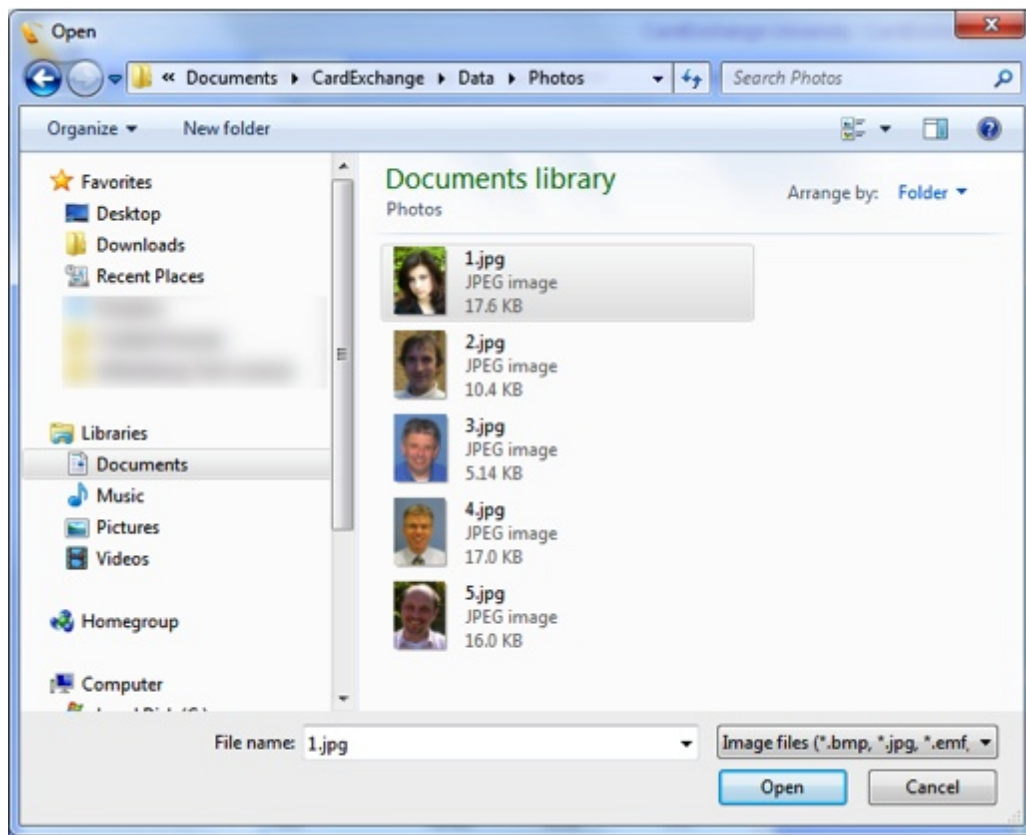 Open
« Documents ▸ CardExchange ▸ Data ▸ Photos
Search Photos
Organize
New folder
Favorites
Desktop
Downloads
Recent Places
Libraries
Documents
Music
Pictures
Videos
Homegroup
Computer
Documents library
Photos
Arrange by: Folder
1.jpg
JPEG image
17.6 KB
2.jpg
JPEG image
10.4 KB
3.jpg
JPEG image
5.14 KB
4.jpg
JPEG image
17.0 KB
5.jpg
JPEG image
16.0 KB
File name: 1.jpg
Image files (*.bmp, *.jpg, *.emf,
Open
Cancel